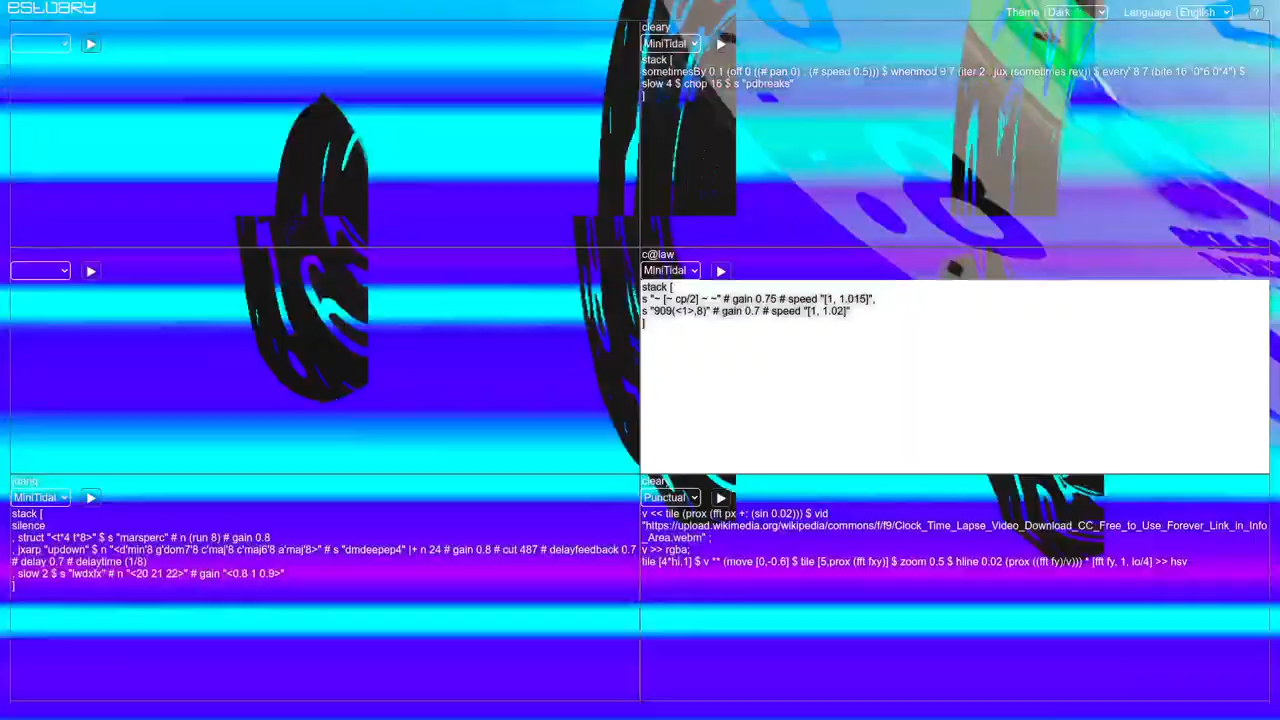 estuary
Theme Dark Language English ?
cleary
MiniTidal
stack [
sometimesBy 0.1 (off 0 ((# pan 0) . (# speed 0.5))) $ whenmod 9 7 (iter 2 . jux (sometimes rev)) $ every' 8 7 (bite 16 "0*6 0*4") $
slow 4 $ chop 16 $ s "pdbreaks"
]
c@law
MiniTidal
stack [
s "~ [~ cp/2] ~ ~" # gain 0.75 # speed "[1, 1.015]",
s "909(<1>,8)" # gain 0.7 # speed "[1, 1.02]"
]
MiniTidal
stack [
silence
, struct "<t*4 t*8>" $ s "marsperc" # n (run 8) # gain 0.8
, jxarp "updown" $ n "<d'min'8 g'dom7'8 c'maj'8 c'maj6'8 a'maj'8>" # s "dmdeepep4" |+ n 24 # gain 0.8 # cut 487 # delayfeedback 0.7
# delay 0.7 # delaytime (1/8)
, slow 2 $ s "lwdxfx" # n "<20 21 22>" # gain "<0.8 1 0.9>"
]
cleary
Punctual
v << tile (prox (fft px +: (sin 0.02))) $ vid
"https://upload.wikimedia.org/wikipedia/commons/f/f9/Clock_Time_Lapse_Video_Download_CC_Free_to_Use_Forever_Link_in_Info
_Area.webm" ;
v >> rgba;
tile [4*hi,1] $ v ** (move [0,-0.6] $ tile [5,prox (fft fxy)] $ zoom 0.5 $ hline 0.02 (prox ((fft fy)/v))) * [fft fy, 1, lo/4] >> hsv